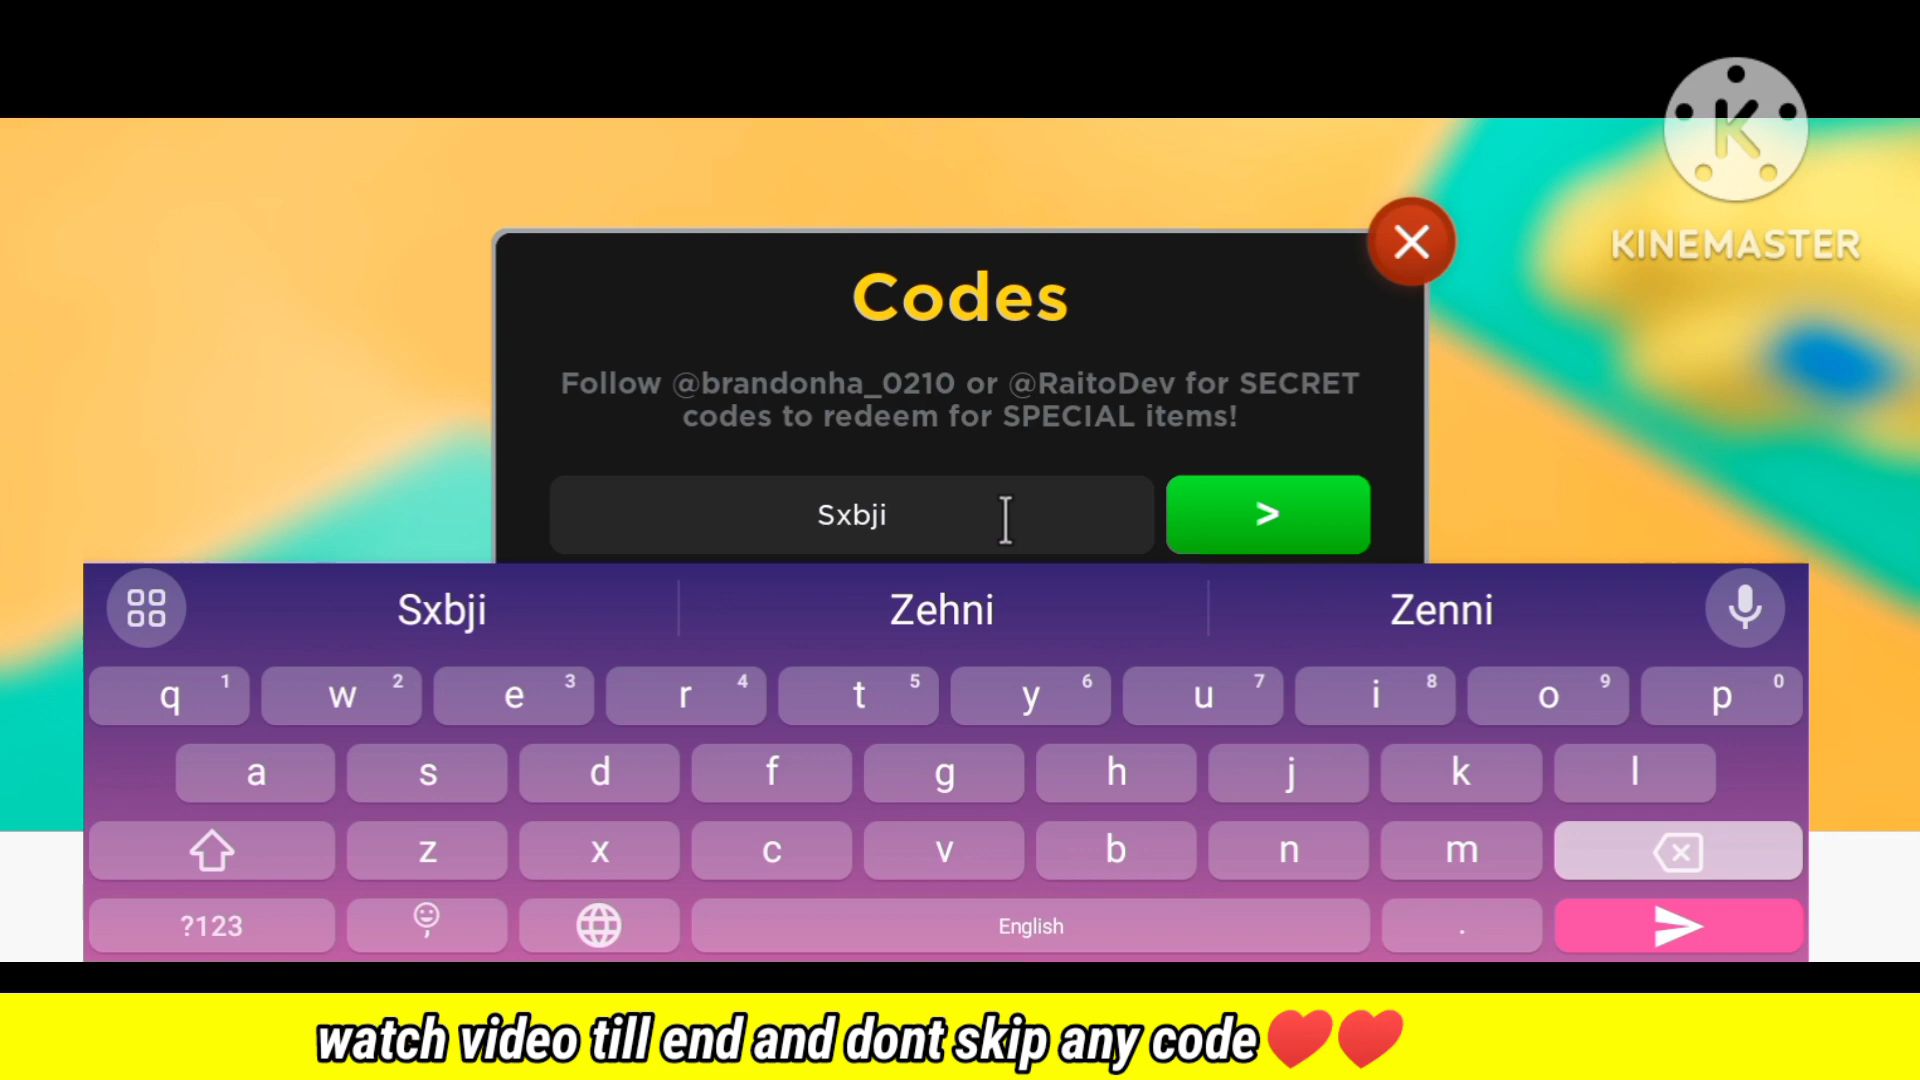 KINEMASTER
Codes
Follow @brandonha_0210 or @RaitoDev for SECRET
codes to redeem for SPECIAL items!
Sxbji >
Sxbji Zehni Zenni
q 1 w 2 e 3 r 4 t 5 y 6 u 7 i 8 o 9 p 0
a s d f g h j k l
z x c v b n m
?123 , English .
watch video till end and dont skip any code❤️❤️